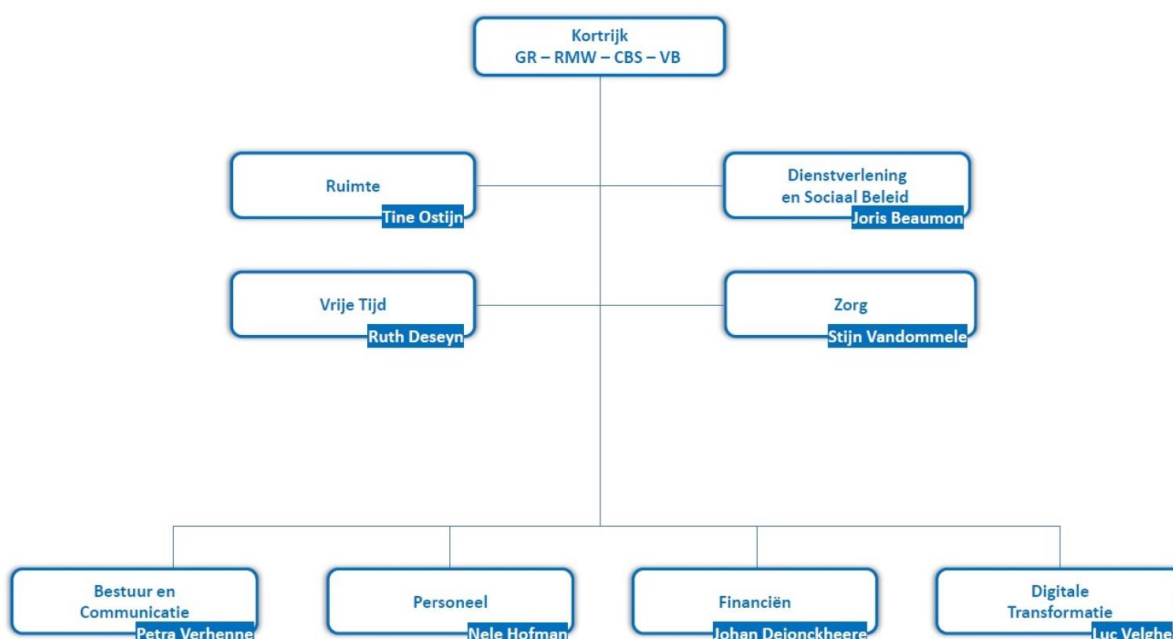 Kortrijk
GR – RMW – CBS – VB
Ruimte
Tine Ostijn
Dienstverlening
en Sociaal Beleid
Joris Beaumon
Vrije Tijd
Ruth Deseyn
Zorg
Stijn Vandommele
Bestuur en
Communicatie
Petra Verhenne
Personeel
Nele Hofman
Financiën
Johan Dejonckheere
Digitale
Transformatie
Luc Velghe